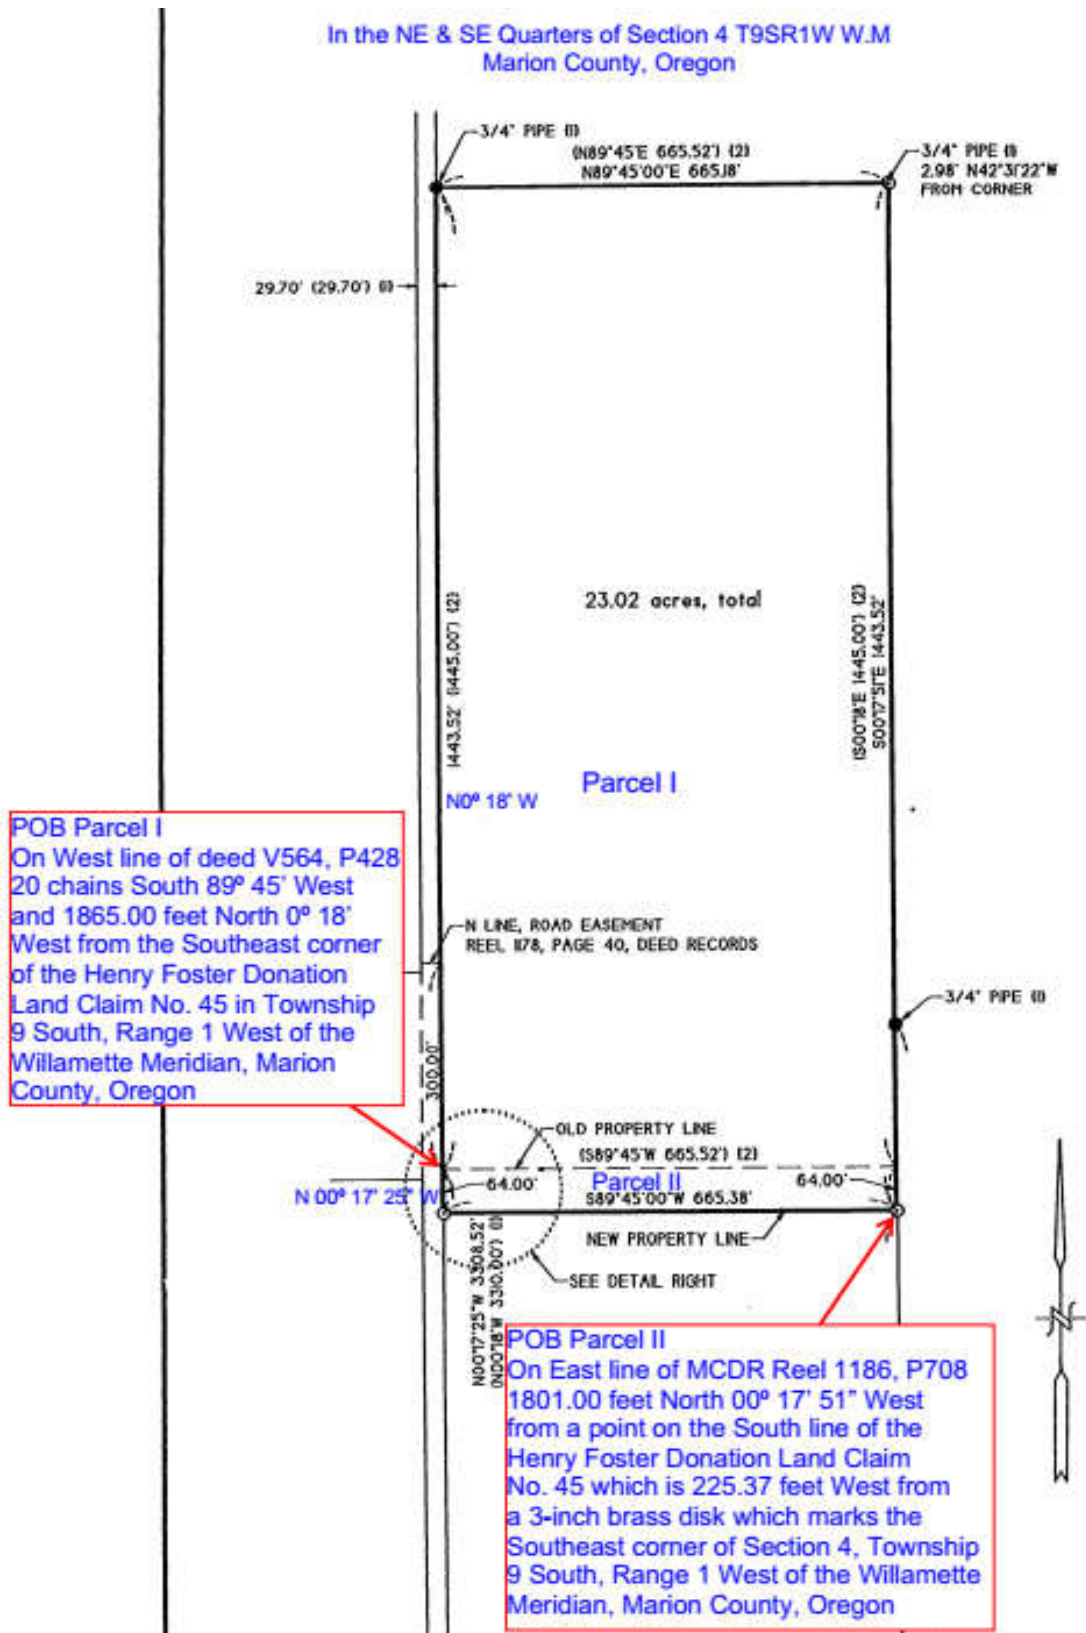 In the NE & SE Quarters of Section 4 T9SR1W W.M
Marion County, Oregon
3/4" PIPE (1)
(N89°45'E 665.52') (2)
N89°45'00"E 665.18'
3/4" PIPE (1)
2.98' N42°31'22"W
FROM CORNER
29.70' (29.70') (1)
1443.52' (1445.00') (2)
23.02 acres, total
(S00°18'E 1445.00') (2)
S00°17'51"E 1443.52'
Parcel I
N0º 18" W
POB Parcel I
On West line of deed V564, P428
20 chains South 89º 45' West
and 1865.00 feet North 0º 18'
West from the Southeast corner
of the Henry Foster Donation
Land Claim No. 45 in Township
9 South, Range 1 West of the
Willamette Meridian, Marion
County, Oregon
N LINE, ROAD EASEMENT
REEL 1178, PAGE 40, DEED RECORDS
3/4" PIPE (1)
300.00'
OLD PROPERTY LINE
(S89°45'W 665.52') (2)
64.00'
Parcel II
64.00'
N 00º 17' 25" W
S89°45'00"W 665.38'
NEW PROPERTY LINE
SEE DETAIL RIGHT
N00°17'25"W 3308.52'
(N00°18'W 3310.00') (1)
POB Parcel II
On East line of MCDR Reel 1186, P708
1801.00 feet North 00º 17' 51" West
from a point on the South line of the
Henry Foster Donation Land Claim
No. 45 which is 225.37 feet West from
a 3-inch brass disk which marks the
Southeast corner of Section 4, Township
9 South, Range 1 West of the Willamette
Meridian, Marion County, Oregon
N